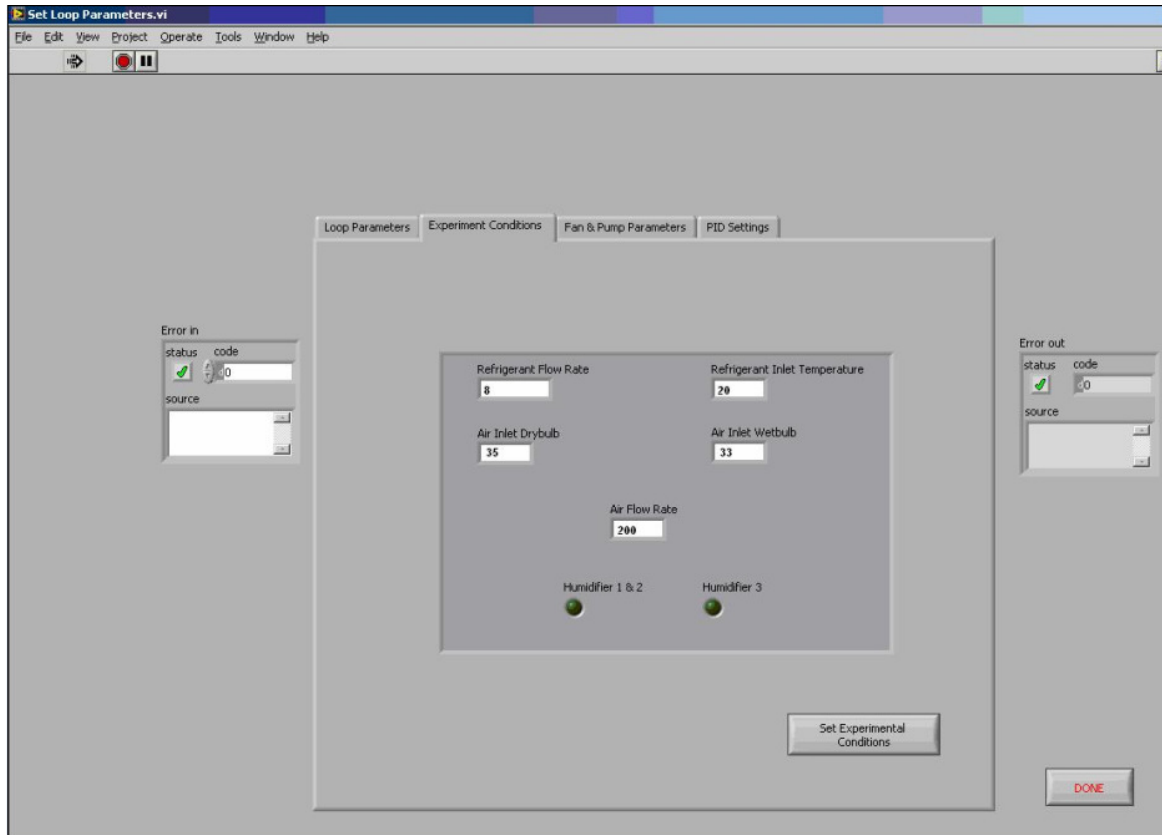 Set Loop Parameters.vi
File Edit View Project Operate Tools Window Help
Loop Parameters Experiment Conditions Fan & Pump Parameters PID Settings
Error in
status code
0
source
Refrigerant Flow Rate Refrigerant Inlet Temperature
8 20
Air Inlet Drybulb Air Inlet Wetbulb
35 33
Air Flow Rate
200
Humidifier 1 & 2 Humidifier 3
Set Experimental
Conditions
Error out
status code
0
source
DONE